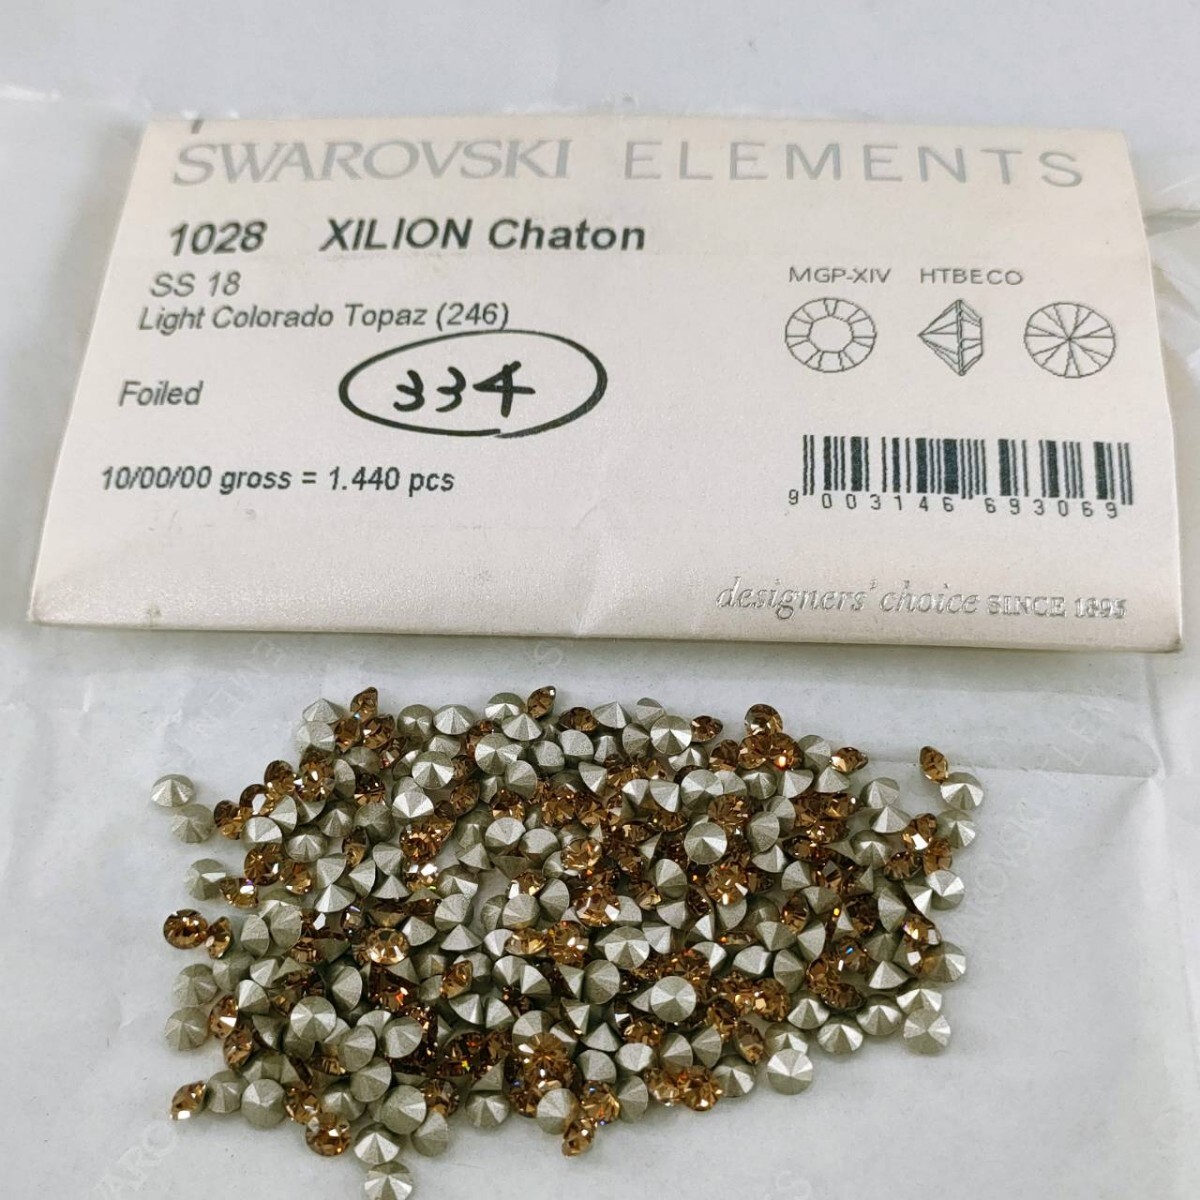 SWAROVSKI ELEMENTS
1028 XILION Chaton
SS 18
Light Colorado Topaz (246)
MGP-XIV HTBECO
Foiled
334
10/00/00 gross = 1.440 pcs
9 003146 693069
designers' choice SINCE 1895